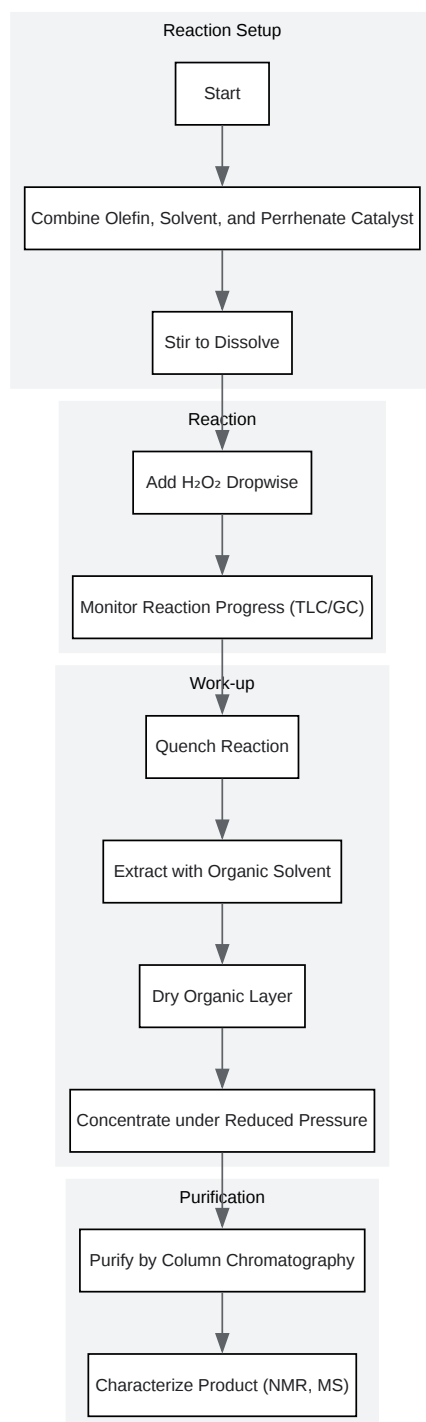 Reaction Setup
Start
Combine Olefin, Solvent, and Perrhenate Catalyst
Stir to Dissolve
Reaction
Add H₂O₂ Dropwise
Monitor Reaction Progress (TLC/GC)
Work-up
Quench Reaction
Extract with Organic Solvent
Dry Organic Layer
Concentrate under Reduced Pressure
Purification
Purify by Column Chromatography
Characterize Product (NMR, MS)